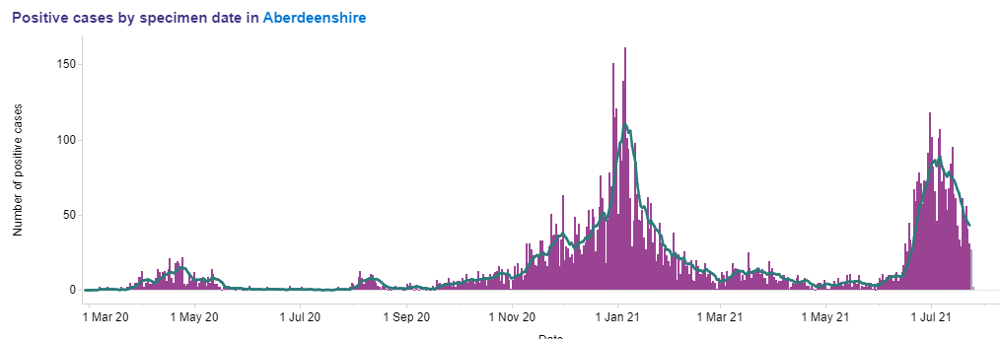 Positive cases by specimen date in Aberdeenshire
Number of positive cases
150
100
50
0
1 Mar 20 1 May 20 1 Jul 20 1 Sep 20 1 Nov 20 1 Jan 21 1 Mar 21 1 May 21 1 Jul 21
Date